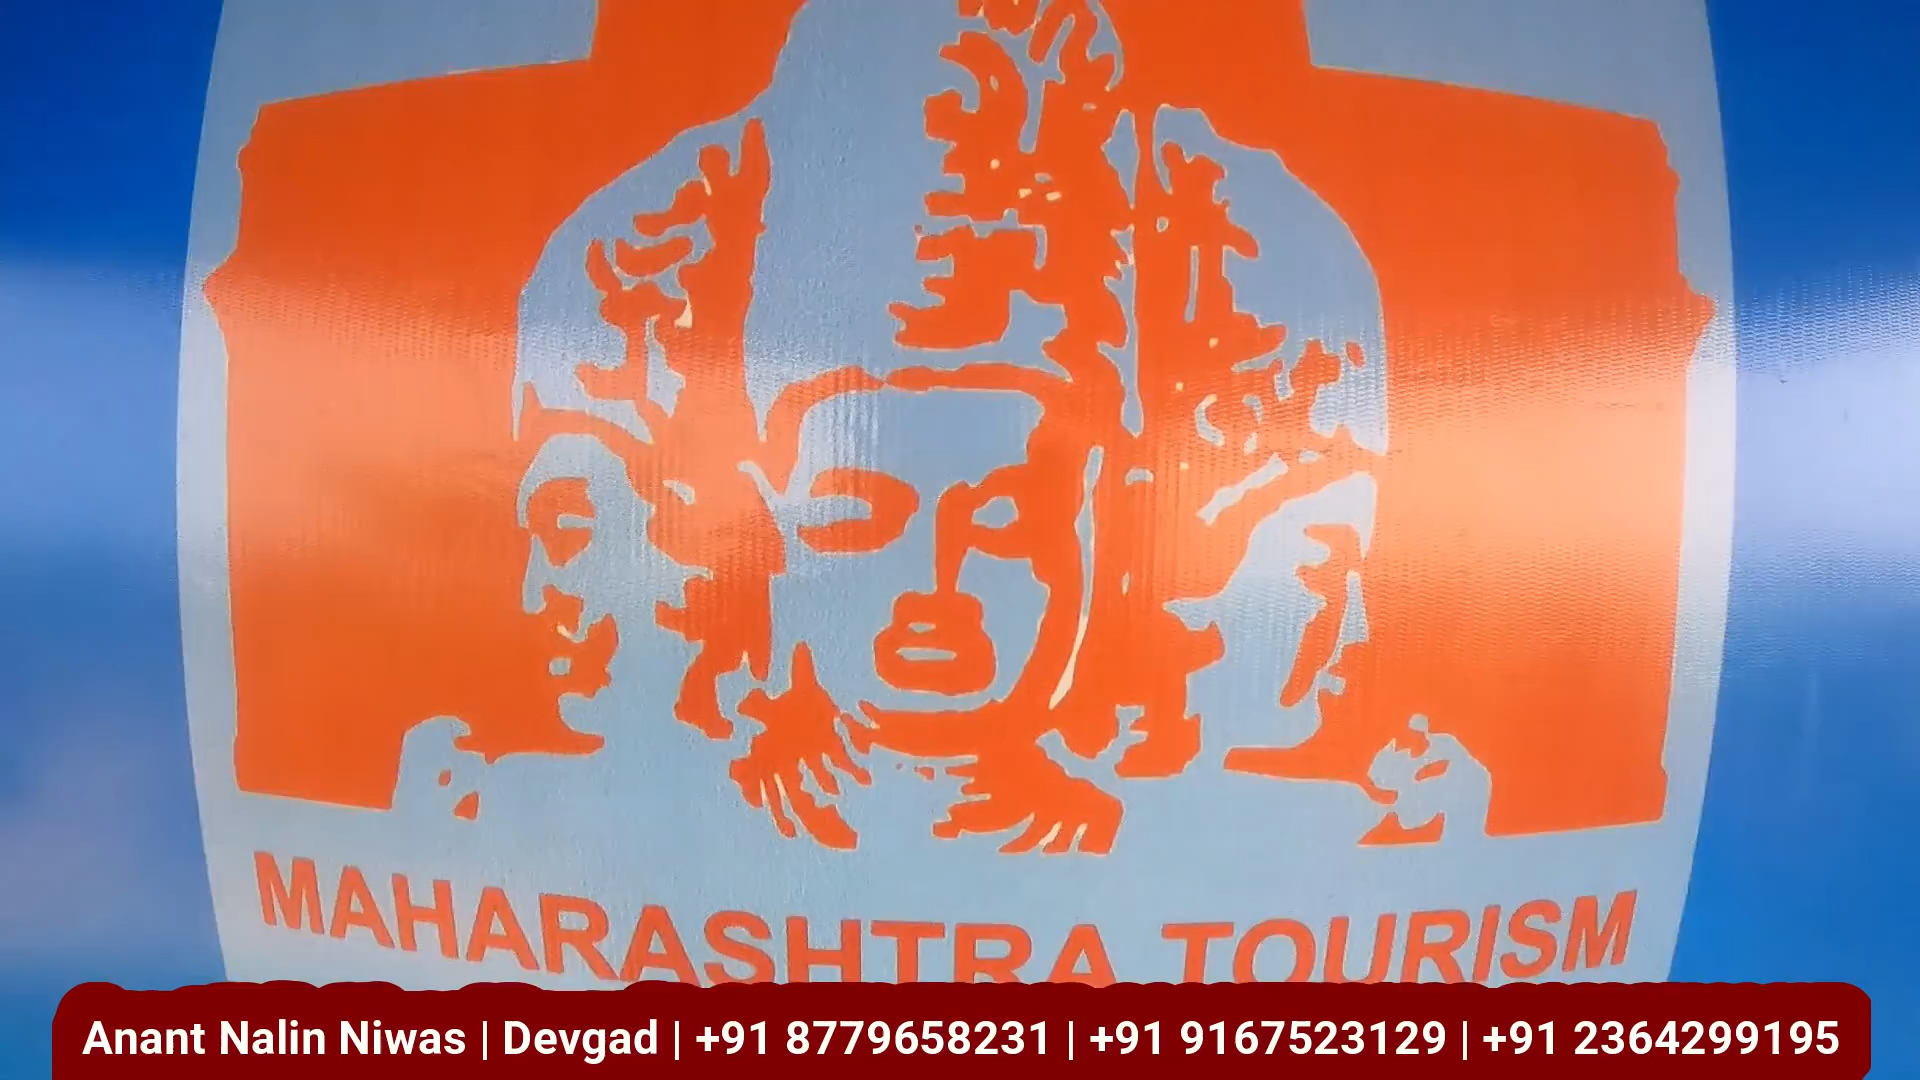 MAHARASHTRA TOURISM
Anant Nalin Niwas | Devgad | +91 8779658231 | +91 9167523129 | +91 2364299195